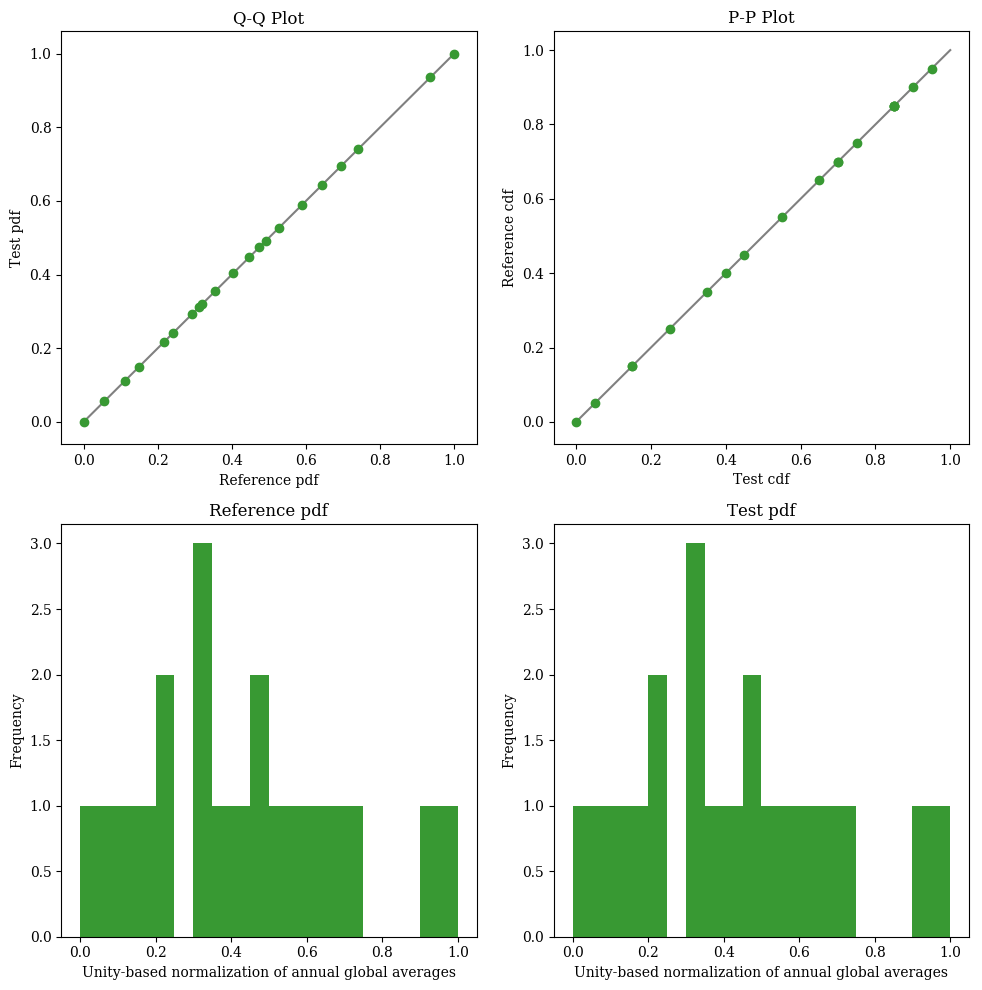 Q-Q Plot
1.0
0.8
0.6
0.4
0.2
0.0
Test pdf
0.0 0.2 0.4 0.6 0.8 1.0
Reference pdf
P-P Plot
1.0
0.8
0.6
0.4
0.2
0.0
Reference cdf
0.0 0.2 0.4 0.6 0.8 1.0
Test cdf
Reference pdf
3.0
2.5
2.0
1.5
1.0
0.5
0.0
Frequency
0.0 0.2 0.4 0.6 0.8 1.0
Unity-based normalization of annual global averages
Test pdf
3.0
2.5
2.0
1.5
1.0
0.5
0.0
Frequency
0.0 0.2 0.4 0.6 0.8 1.0
Unity-based normalization of annual global averages